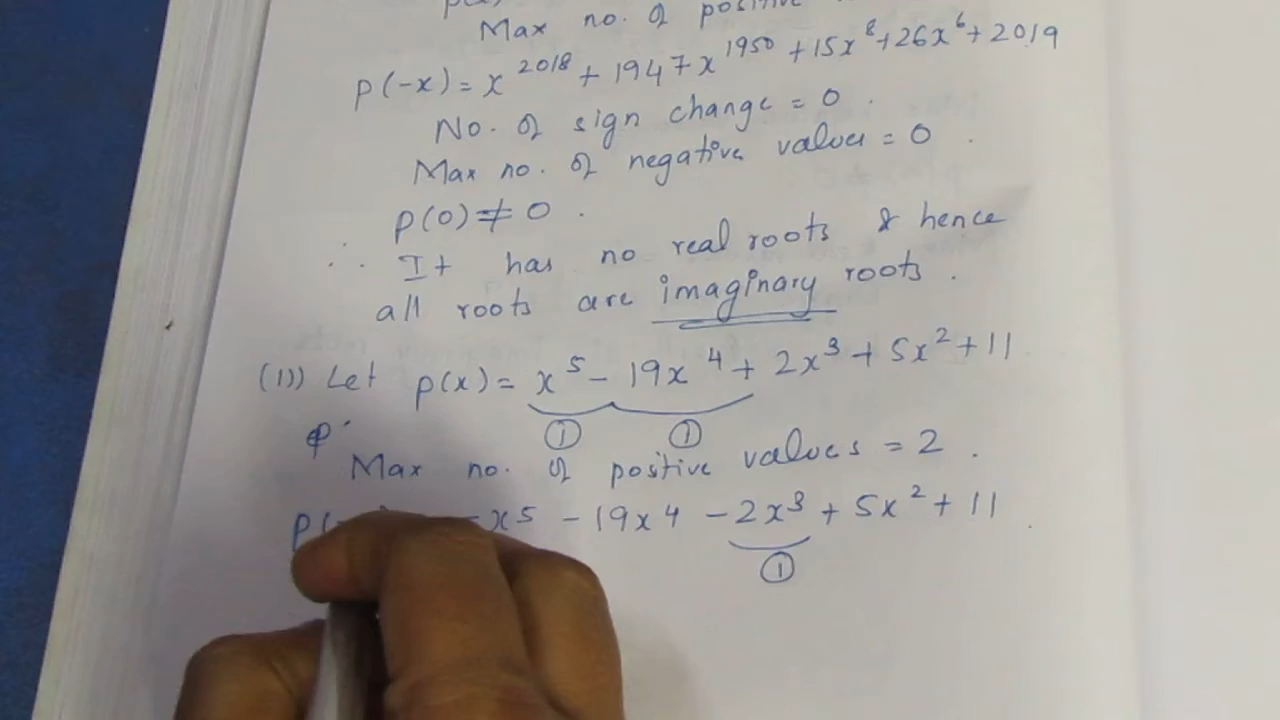 Max no. of positive
p(-x) = x^2018 + 1947x^1950 + 15x^8 + 26x^6 + 2019
No. of sign change = 0.
Max no. of negative values = 0.
p(0) ≠ 0.
∴ It has no real roots & hence
all roots are imaginary roots.
(11) Let p(x) = x^5 - 19x^4 + 2x^3 + 5x^2 + 11
① ①
Max no. of positive values = 2.
p(- -x^5 - 19x^4 - 2x^3 + 5x^2 + 11.
①